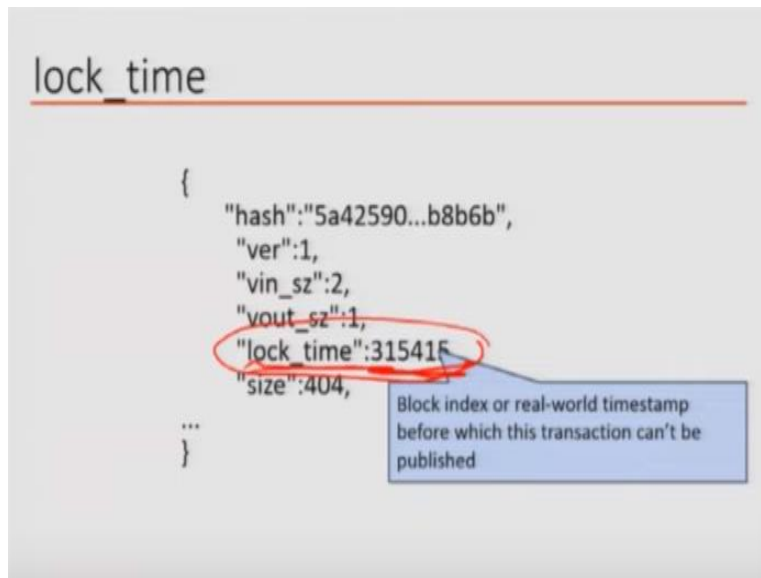 lock_time
{
"hash":"5a42590...b8b6b",
"ver":1,
"vin_sz":2,
"vout_sz":1,
"lock_time":315415
"size":404,
Block index or real-world timestamp
before which this transaction can't be
published
...
}